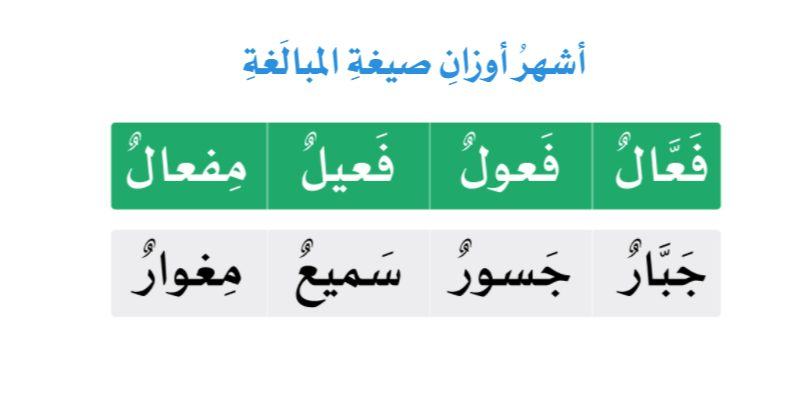 أشهرُ أوزانِ صيغةِ المبالَغةِ
فَعَّالٌ فَعولٌ فَعيلٌ مِفعالٌ
جَبَّارٌ جَسورٌ سَميعٌ مِغوارٌ